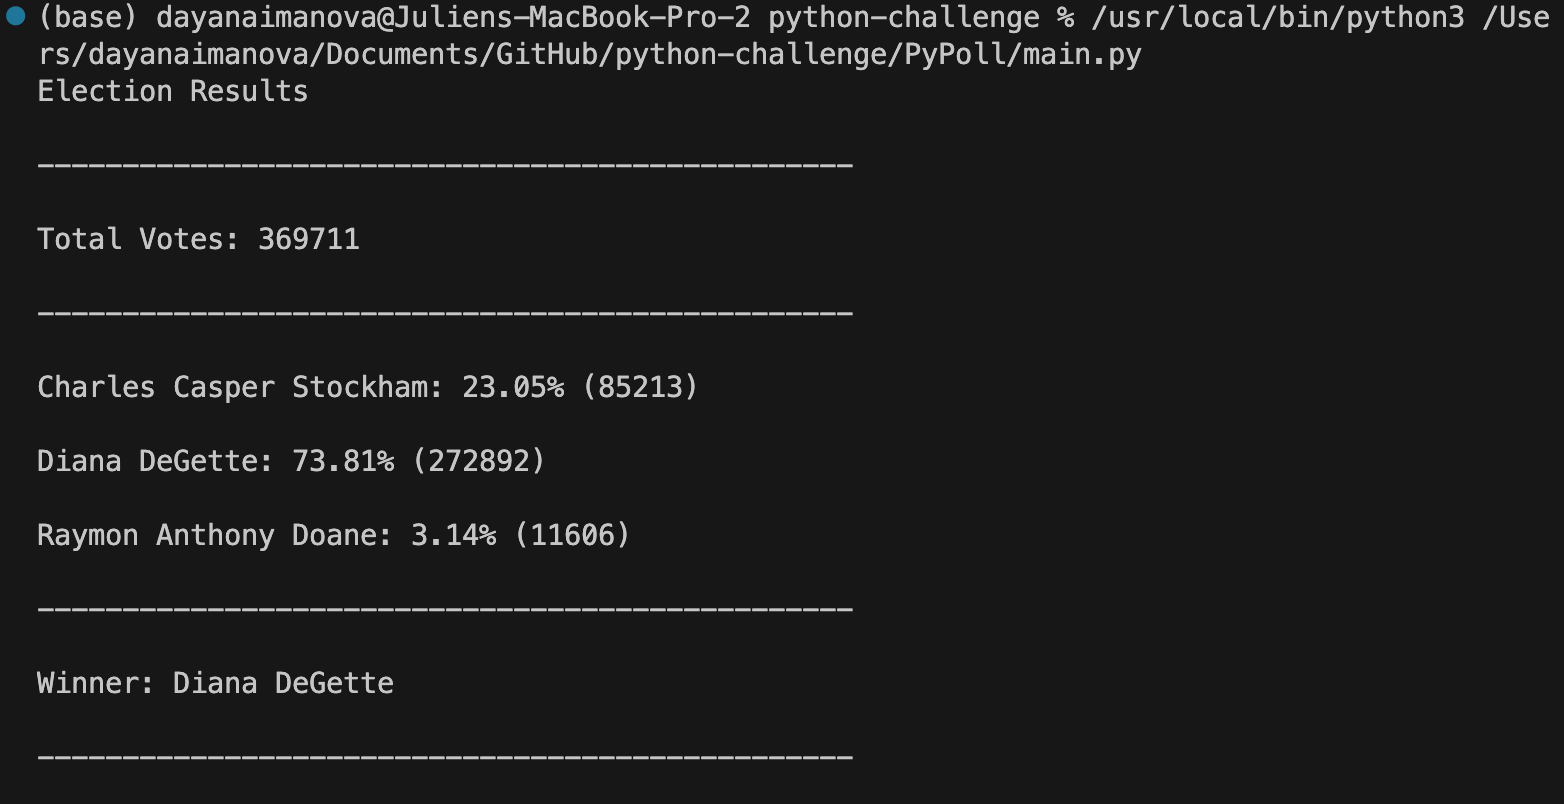 (base) dayanaimanova@Juliens-MacBook-Pro-2 python-challenge % /usr/local/bin/python3 /Use
rs/dayanaimanova/Documents/GitHub/python-challenge/PyPoll/main.py
Election Results
------------------------------------------------
Total Votes: 369711
------------------------------------------------
Charles Casper Stockham: 23.05% (85213)
Diana DeGette: 73.81% (272892)
Raymon Anthony Doane: 3.14% (11606)
------------------------------------------------
Winner: Diana DeGette
------------------------------------------------